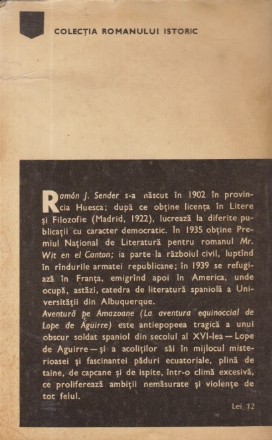 COLECȚIA ROMANULUI ISTORIC
Ramón J. Sender s-a născut în 1902 în provin-
cia Huesca; după ce obține licența în Litere
și Filozofie (Madrid, 1922), lucrează la diferite pu-
blicații cu caracter democratic. În 1935 obține Pre-
miul Național de Literatură pentru romanul Mr.
Wit en el Canton; ia parte la războiul civil, luptînd
în rîndurile armatei republicane; în 1939 se refugi-
ază în Franța, emigrînd apoi în America, unde
ocupă, astăzi, catedra de literatură spaniolă a Uni-
versității din Albuquerque.
Aventură pe Amazoane (La aventura equinoccial de
Lope de Aguirre) este antiepopeea tragică a unui
obscur soldat spaniol din secolul al XVI-lea—Lope
de Aguirre—și a acoliților săi în mijlocul miste-
rioasei și fascinantei păduri ecuatoriale, plină de
taine, de capcane și de ispite, într-o climă excesivă,
ce proliferează ambiții nemăsurate și violențe de
tot felul.
Lei 12